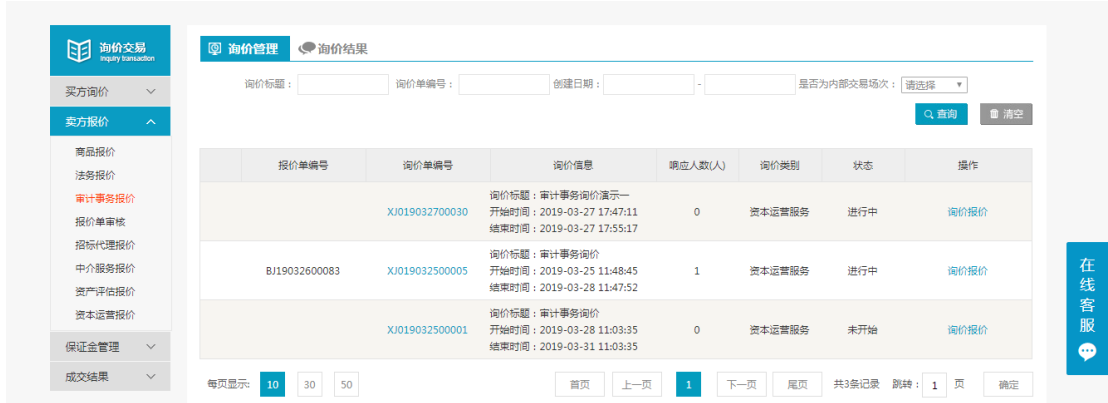 询价交易
Inquiry transaction
买方询价
卖方报价
商品报价
法务报价
审计事务报价
报价单审核
招标代理报价
中介服务报价
资产评估报价
资本运营报价
保证金管理
成交结果
询价管理 询价结果
询价标题： 询价单编号： 创建日期： - 是否为内部交易场次： 请选择
查询 清空
报价单编号 询价单编号 询价信息 响应人数(人) 询价类别 状态 操作
询价标题：审计事务询价演示一
XJ019032700030 开始时间：2019-03-27 17:47:11 0 资本运营服务 进行中 询价报价
结束时间：2019-03-27 17:55:17
询价标题：审计事务询价
BJ19032600083 XJ019032500005 开始时间：2019-03-25 11:48:45 1 资本运营服务 进行中 询价报价
结束时间：2019-03-28 11:47:52
询价标题：审计事务询价
XJ019032500001 开始时间：2019-03-28 11:03:35 0 资本运营服务 未开始 询价报价
结束时间：2019-03-31 11:03:35
每页显示: 10 30 50 首页 上一页 1 下一页 尾页 共3条记录 跳转： 1 页 确定
在线客服